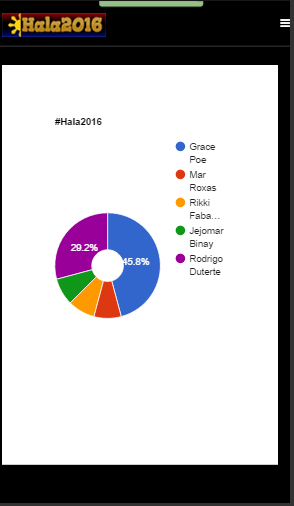 Hala2016
#Hala2016
Grace
Poe
Mar
Roxas
Rikki
Faba...
Jejomar
Binay
Rodrigo
Duterte
29.2%
45.8%